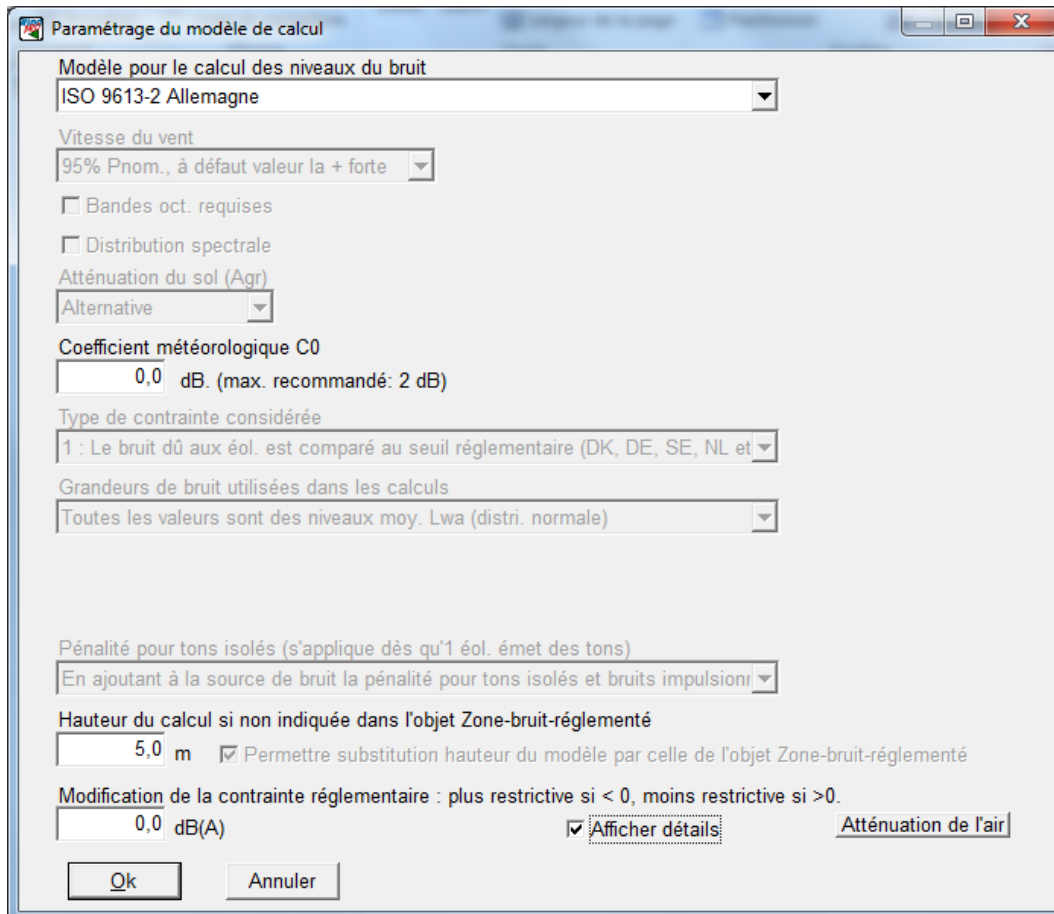 Paramétrage du modèle de calcul
Modèle pour le calcul des niveaux du bruit
ISO 9613-2 Allemagne
Vitesse du vent
95% Pnom., à défaut valeur la + forte
Bandes oct. requises
Distribution spectrale
Atténuation du sol (Agr)
Alternative
Coefficient météorologique C0
0,0 dB. (max. recommandé: 2 dB)
Type de contrainte considérée
1 : Le bruit dû aux éol. est comparé au seuil réglementaire (DK, DE, SE, NL et
Grandeurs de bruit utilisées dans les calculs
Toutes les valeurs sont des niveaux moy. Lwa (distri. normale)
Pénalité pour tons isolés (s'applique dès qu'1 éol. émet des tons)
En ajoutant à la source de bruit la pénalité pour tons isolés et bruits impulsionn
Hauteur du calcul si non indiquée dans l'objet Zone-bruit-réglementé
5,0 m Permettre substitution hauteur du modèle par celle de l'objet Zone-bruit-réglementé
Modification de la contrainte réglementaire : plus restrictive si < 0, moins restrictive si >0.
0,0 dB(A) Afficher détails Atténuation de l'air
Ok Annuler